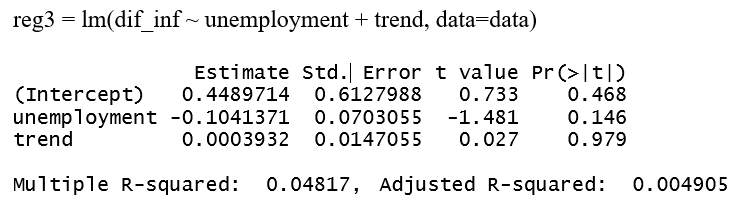 reg3 = lm(dif_inf ~ unemployment + trend, data=data)
Estimate Std. Error t value Pr(>|t|)
(Intercept) 0.4489714 0.6127988 0.733 0.468
unemployment -0.1041371 0.0703055 -1.481 0.146
trend 0.0003932 0.0147055 0.027 0.979
Multiple R-squared: 0.04817, Adjusted R-squared: 0.004905